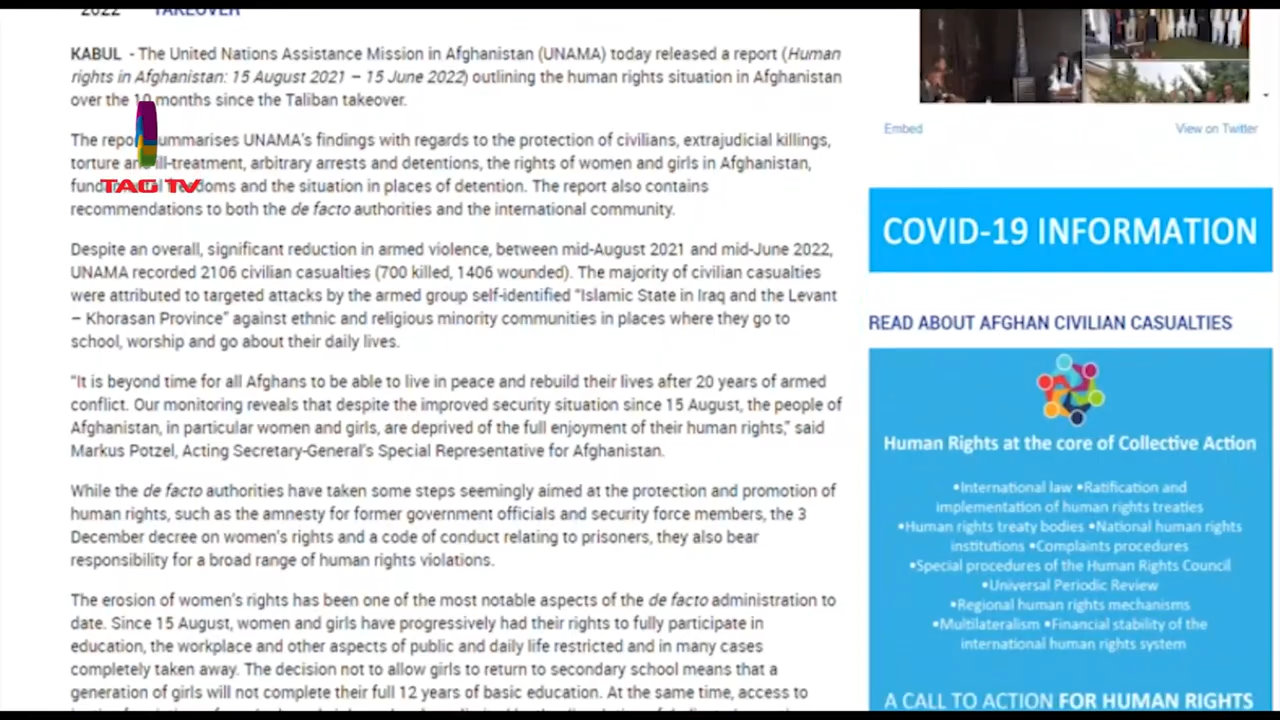 2022 TAKEOVER
KABUL - The United Nations Assistance Mission in Afghanistan (UNAMA) today released a report (Human
rights in Afghanistan: 15 August 2021 – 15 June 2022) outlining the human rights situation in Afghanistan
over the 10 months since the Taliban takeover.
The report summarises UNAMA's findings with regards to the protection of civilians, extrajudicial killings,
torture and ill-treatment, arbitrary arrests and detentions, the rights of women and girls in Afghanistan,
fundamental freedoms and the situation in places of detention. The report also contains
recommendations to both the de facto authorities and the international community.
Despite an overall, significant reduction in armed violence, between mid-August 2021 and mid-June 2022,
UNAMA recorded 2106 civilian casualties (700 killed, 1406 wounded). The majority of civilian casualties
were attributed to targeted attacks by the armed group self-identified “Islamic State in Iraq and the Levant
– Khorasan Province” against ethnic and religious minority communities in places where they go to
school, worship and go about their daily lives.
“It is beyond time for all Afghans to be able to live in peace and rebuild their lives after 20 years of armed
conflict. Our monitoring reveals that despite the improved security situation since 15 August, the people of
Afghanistan, in particular women and girls, are deprived of the full enjoyment of their human rights,” said
Markus Potzel, Acting Secretary-General’s Special Representative for Afghanistan.
While the de facto authorities have taken some steps seemingly aimed at the protection and promotion of
human rights, such as the amnesty for former government officials and security force members, the 3
December decree on women’s rights and a code of conduct relating to prisoners, they also bear
responsibility for a broad range of human rights violations.
The erosion of women’s rights has been one of the most notable aspects of the de facto administration to
date. Since 15 August, women and girls have progressively had their rights to fully participate in
education, the workplace and other aspects of public and daily life restricted and in many cases
completely taken away. The decision not to allow girls to return to secondary school means that a
generation of girls will not complete their full 12 years of basic education. At the same time, access to
TAG TV
Embed
View on Twitter
COVID-19 INFORMATION
READ ABOUT AFGHAN CIVILIAN CASUALTIES
Human Rights at the core of Collective Action
•International law •Ratification and
implementation of human rights treaties
•Human rights treaty bodies •National human rights
institutions •Complaints procedures
•Special procedures of the Human Rights Council
•Universal Periodic Review
•Regional human rights mechanisms
•Multilateralism •Financial stability of the
international human rights system
A CALL TO ACTION FOR HUMAN RIGHTS